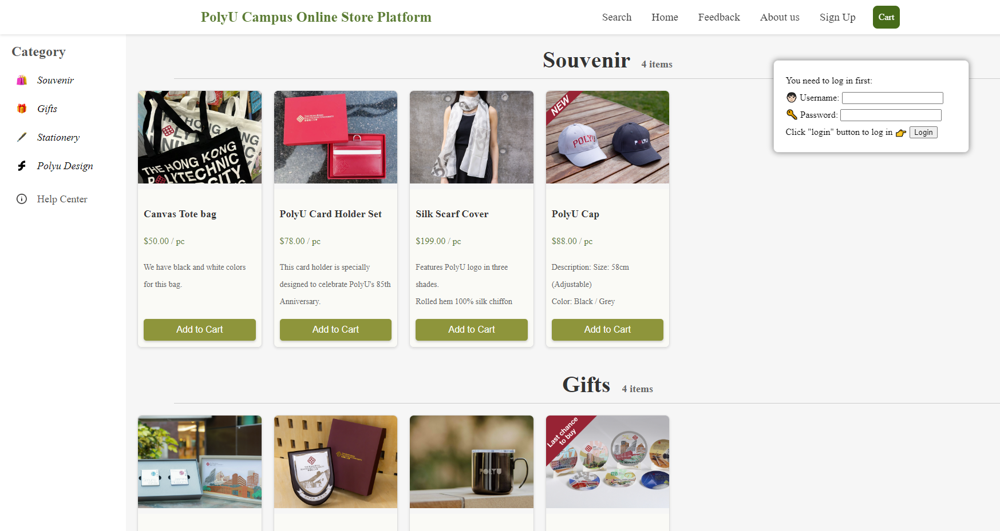 PolyU Campus Online Store Platform
Search
Home
Feedback
About us
Sign Up
Cart
Category
Souvenir
Gifts
Stationery
Polyu Design
Help Center
Souvenir 4 items
You need to log in first:
Username:
Password:
Click "login" button to log in
Login
THE HONG KONG
POLYTECHNIC
THE HONG KONG
POLYTECHNIC UNIVERSITY
NEW
POLYU
POLYU
Canvas Tote bag
$50.00 / pc
We have black and white colors
for this bag.
Add to Cart
PolyU Card Holder Set
$78.00 / pc
This card holder is specially
designed to celebrate PolyU's 85th
Anniversary.
Add to Cart
Silk Scarf Cover
$199.00 / pc
Features PolyU logo in three
shades.
Rolled hem 100% silk chiffon
Add to Cart
PolyU Cap
$88.00 / pc
Description: Size: 58cm
(Adjustable)
Color: Black / Grey
Add to Cart
Gifts 4 items
POLYU
Last chance
to buy